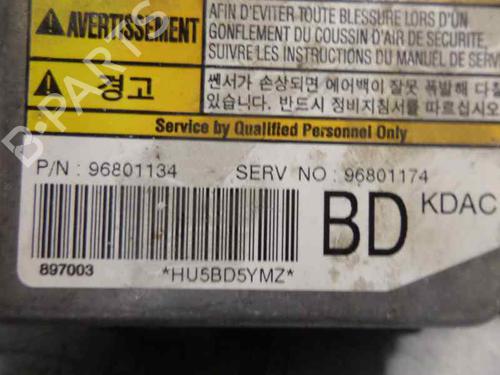 AVERTISSEMENT
AFIN D'EVITER TOUTE BLESSURE LORS D'UN
GONFLEMENT DU COUSSIN D'AIR DE SECURITE,
SUIVRE LES INSTRUCTIONS DU MANUEL DE SERV
경고
쎈서가 손상되면 에어백이 잘못 폭발해 다칠
있습니다. 반드시 정비지침서를 따르십시
Service by Qualified Personnel Only
P/N : 96801134
SERV NO : 96801174
BD KDAC
897003
*HU5BD5YMZ*
B-PARTS